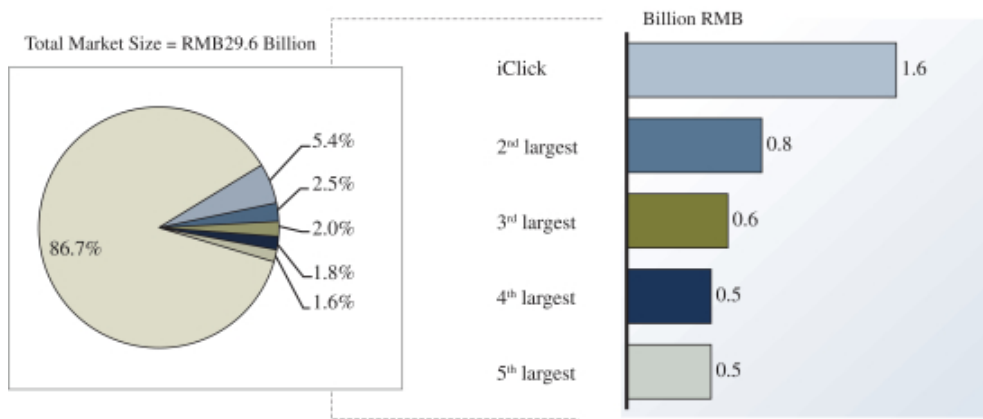 Total Market Size = RMB29.6 Billion
5.4%
2.5%
2.0%
1.8%
1.6%
86.7%
Billion RMB
iClick
1.6
2nd largest
0.8
3rd largest
0.6
4th largest
0.5
5th largest
0.5